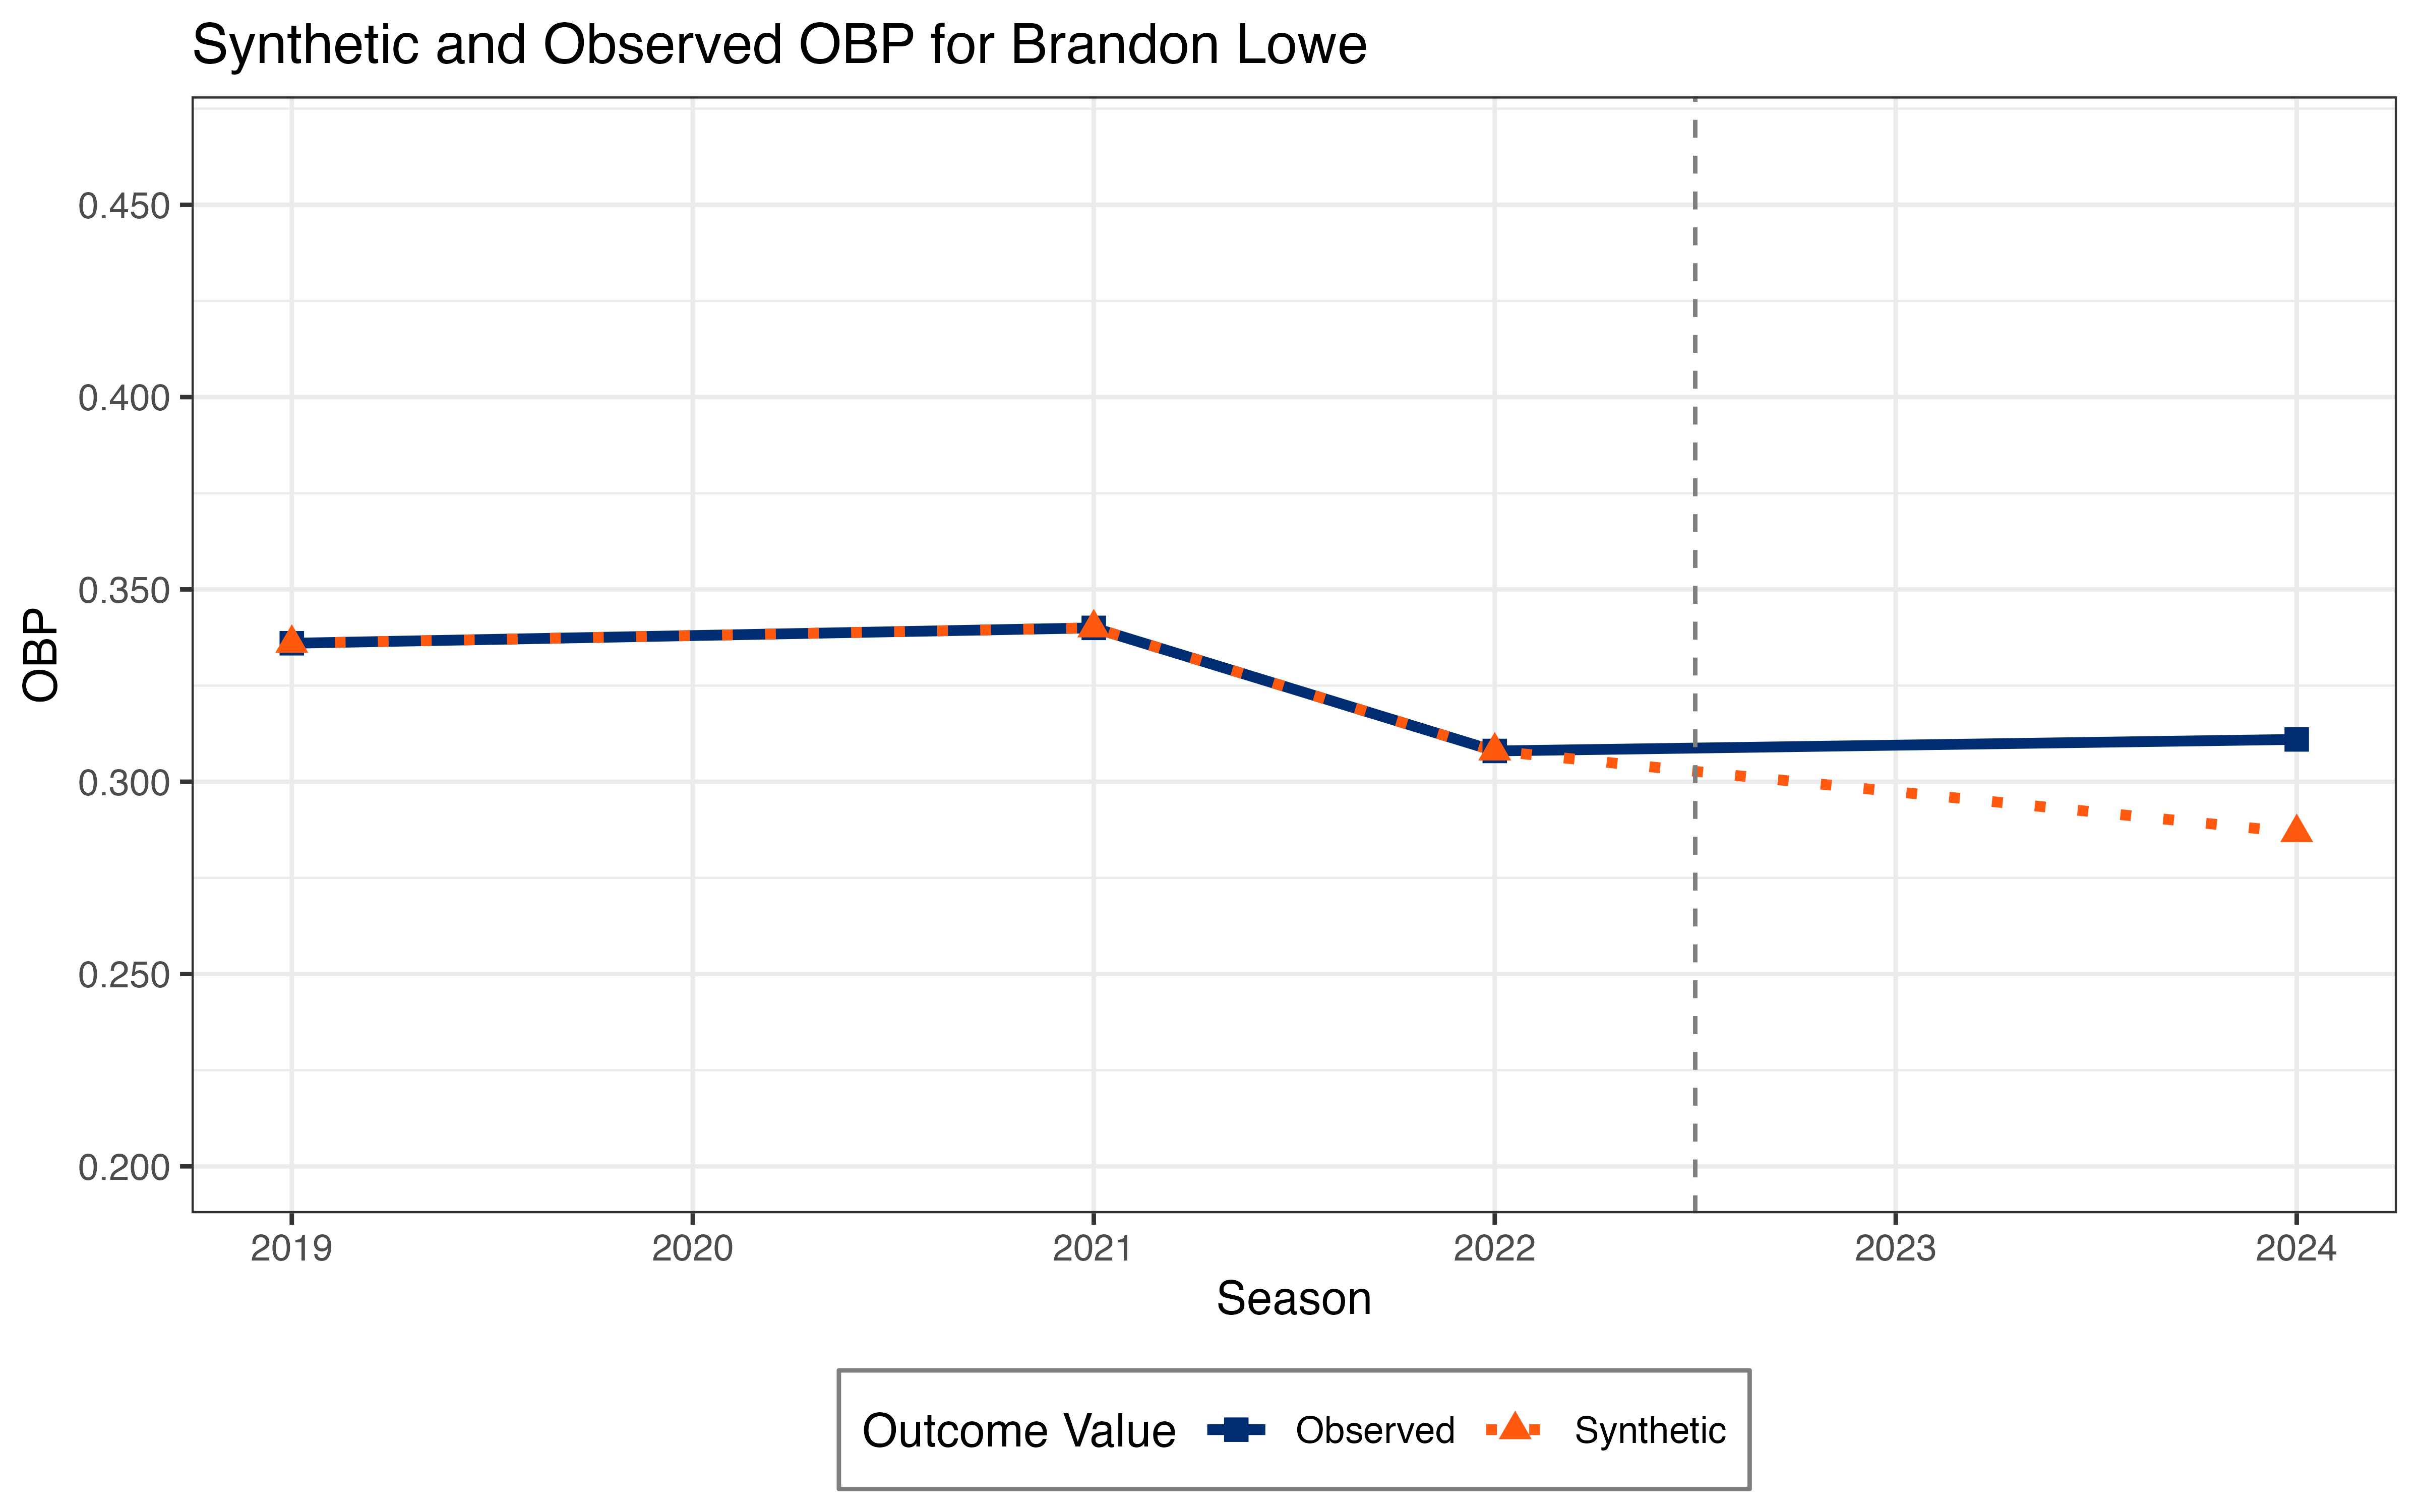 Synthetic and Observed OBP for Brandon Lowe
0.450
0.400
0.350
0.300
0.250
0.200
OBP
2019 2020 2021 2022 2023 2024
Season
Outcome Value Observed Synthetic